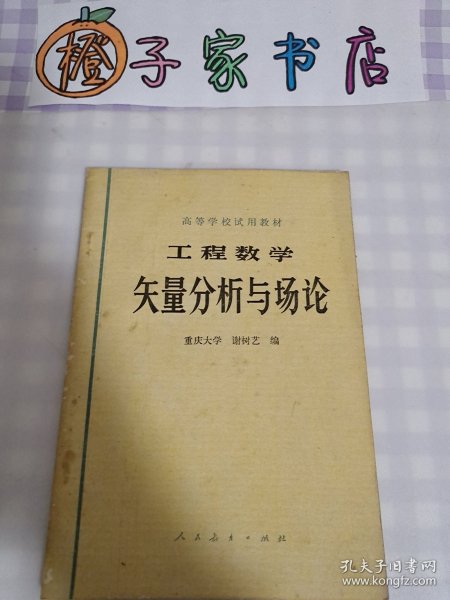 橙子家书店
高等学校试用教材
工程数学
矢量分析与场论
重庆大学 谢树艺 编
人民教育出版社
孔夫子旧书网
www.kongfz.com